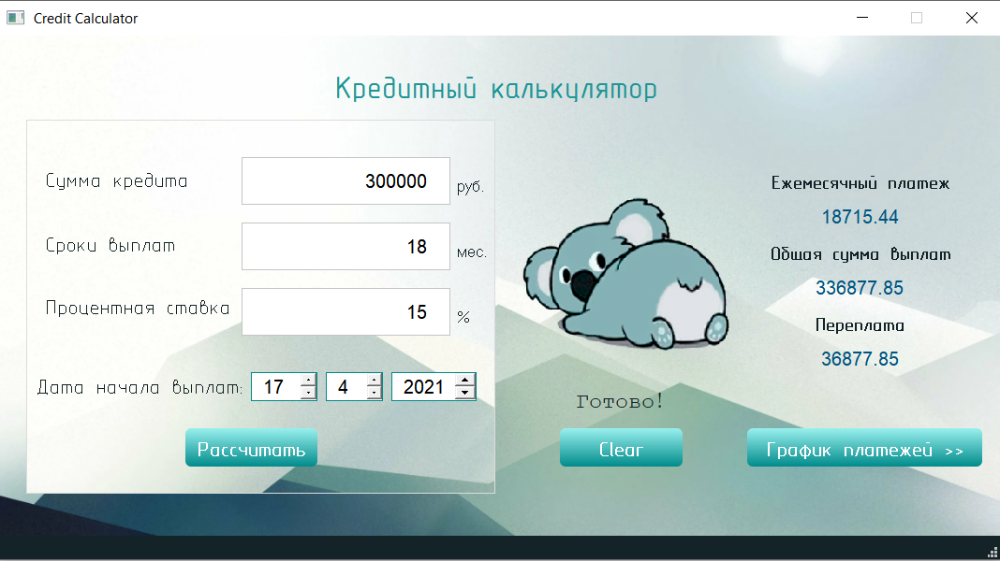 Credit Calculator
Кредитный калькулятор
Сумма кредита 300000 руб.
Сроки выплат 18 мес.
Процентная ставка 15 %
Дата начала выплат: 17 4 2021
Рассчитать
Готово!
Clear
Ежемесячный платеж
18715.44
Общая сумма выплат
336877.85
Переплата
36877.85
График платежей >>